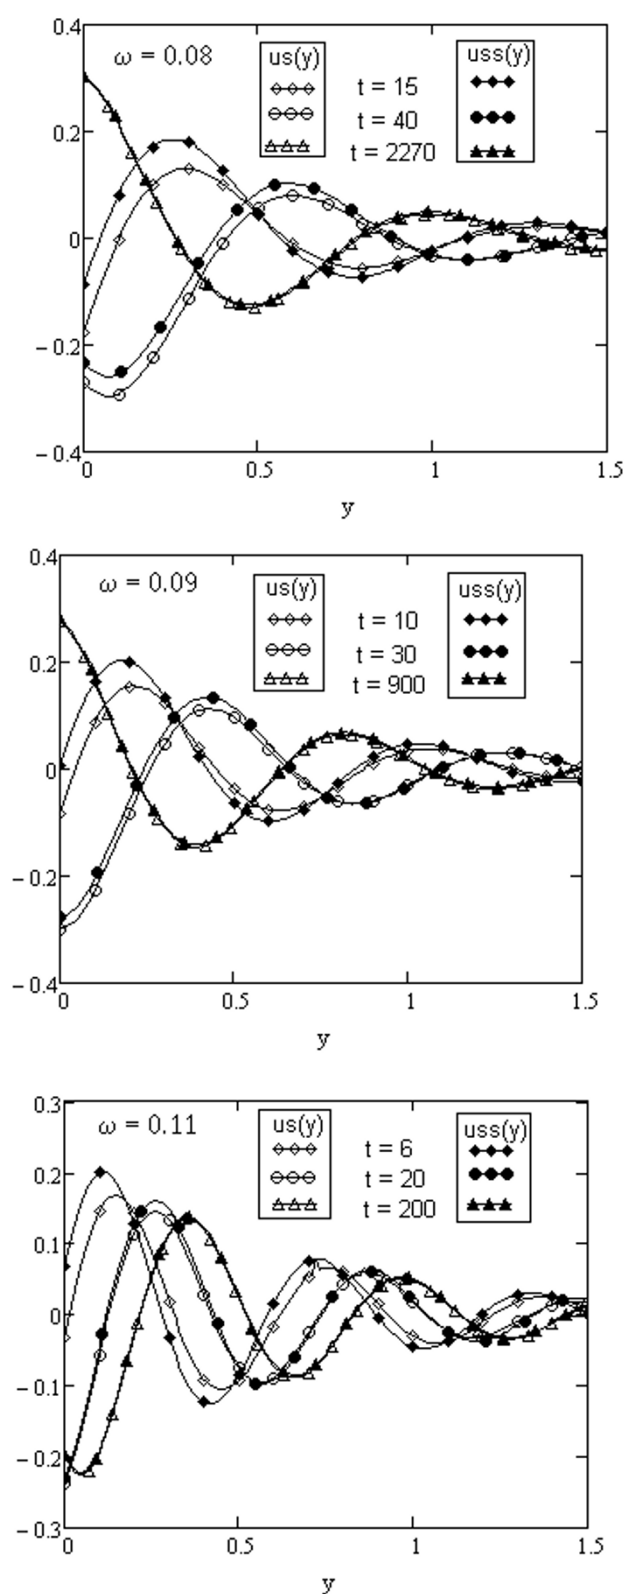 0.4
ω = 0.08
us(y)
uss(y)
t = 15
t = 40
t = 2270
0.2
0
– 0.2
– 0.4
0
0.5
1
1.5
y
0.4
ω = 0.09
us(y)
uss(y)
t = 10
t = 30
t = 900
0.2
0
– 0.2
– 0.4
0
0.5
1
1.5
y
0.3
ω = 0.11
us(y)
uss(y)
t = 6
t = 20
t = 200
0.2
0.1
0
– 0.1
– 0.2
– 0.3
0
0.5
1
1.5
y